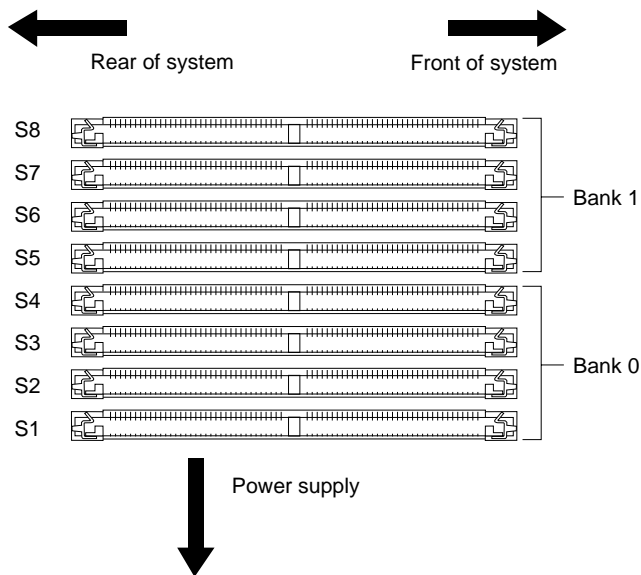 Rear of system
Front of system
S8
S7
Bank 1
S6
S5
S4
S3
Bank 0
S2
S1
Power supply